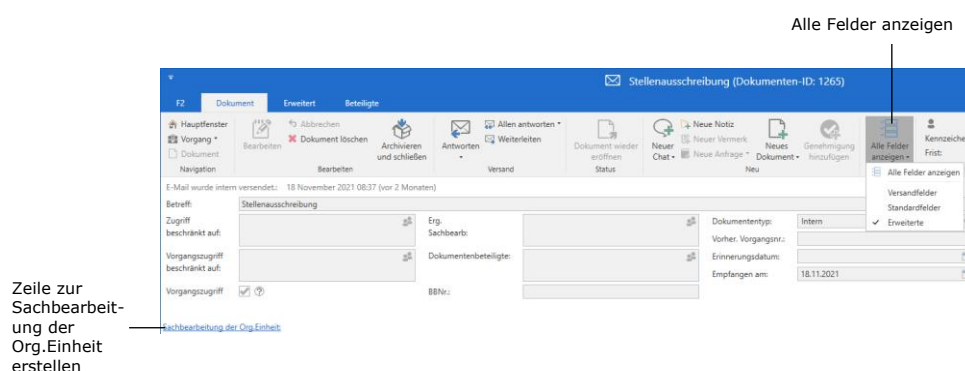 Alle Felder anzeigen
Stellenausschreibung (Dokumenten-ID: 1265)
F2 Dokument Erweitert Beteiligte
Hauptfenster
Vorgang
Dokument
Navigation
Bearbeiten
Abbrechen
Dokument löschen
Archivieren
und schließen
Bearbeiten
Antworten
Allen antworten
Weiterleiten
Versand
Dokument wieder
eröffnen
Status
Neuer
Chat
Neue Notiz
Neuer Vermerk
Neue Anfrage
Neues
Dokument
Genehmigung
hinzufügen
Neu
Alle Felder
anzeigen
Kennzeiche
Frist:
Alle Felder anzeigen
Versandfelder
Standardfelder
✓ Erweiterte
E-Mail wurde intern versendet.: 18 November 2021 08:37 (vor 2 Monaten)
Betreff: Stellenausschreibung
Zugriff
beschränkt auf:
Erg.
Sachbearb:
Dokumententyp: Intern
Vorher. Vorgangsnr.:
Vorgangszugriff
beschränkt auf:
Dokumentenbeteiligte:
Erinnerungsdatum:
Empfangen am: 18.11.2021
Vorgangszugriff
BBNr.:
Sachbearbeitung der Org.Einheit:
Zeile zur
Sachbearbeit-
ung der
Org.Einheit
erstellen